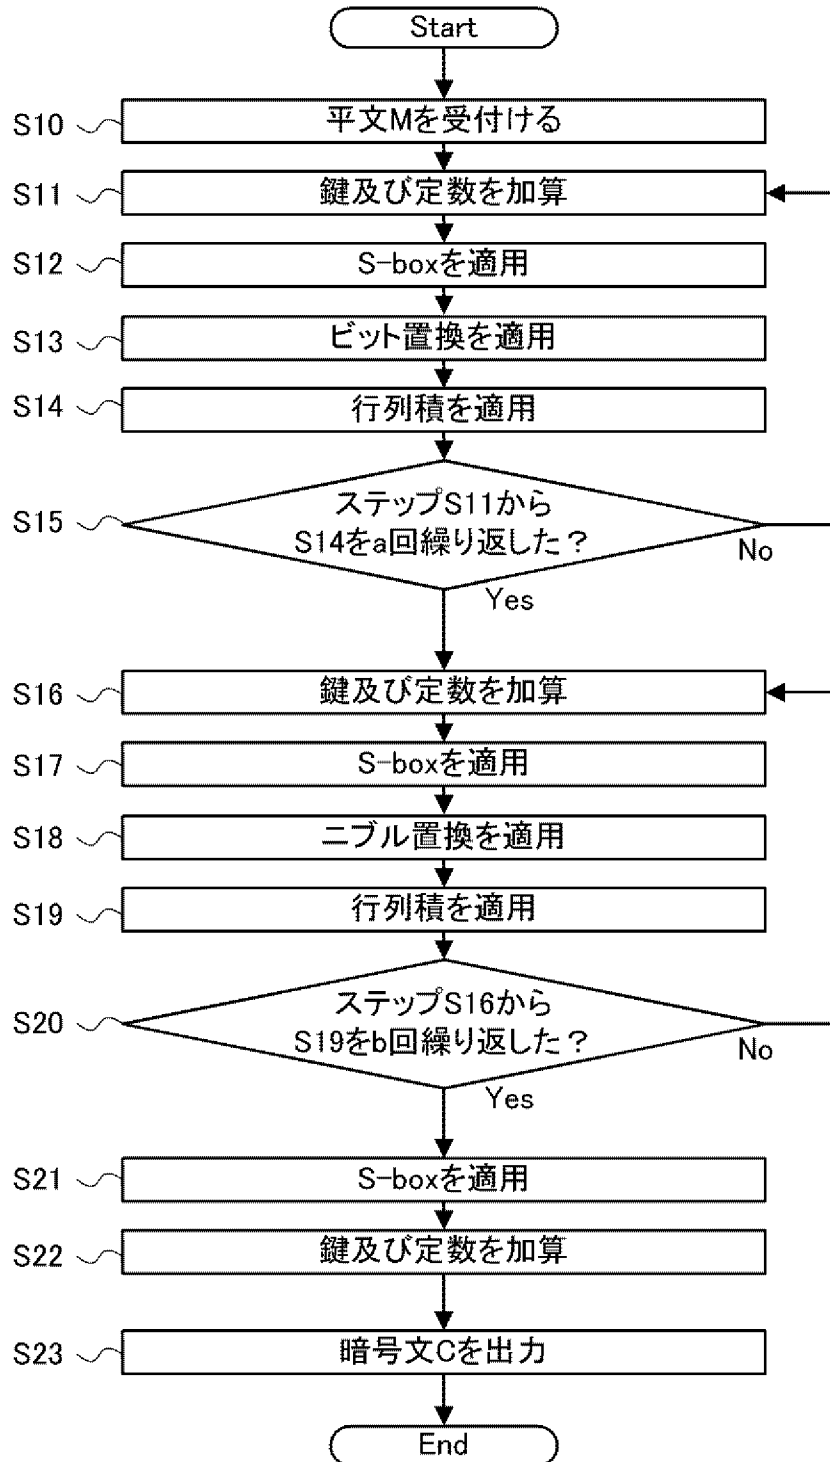 Start
S10
平文Mを受付ける
S11
鍵及び定数を加算
S12
S-boxを適用
S13
ビット置換を適用
S14
行列積を適用
S15
ステップS11から
S14をa回繰り返した？
No
Yes
S16
鍵及び定数を加算
S17
S-boxを適用
S18
ニブル置換を適用
S19
行列積を適用
S20
ステップS16から
S19をb回繰り返した？
No
Yes
S21
S-boxを適用
S22
鍵及び定数を加算
S23
暗号文Cを出力
End